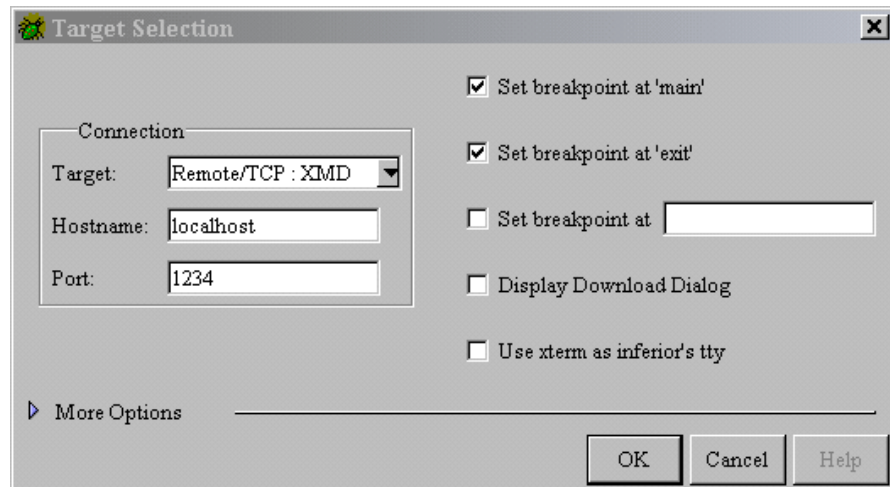 Target Selection
Connection
Target: Remote/TCP : XMD
Hostname: localhost
Port: 1234
Set breakpoint at 'main'
Set breakpoint at 'exit'
Set breakpoint at
Display Download Dialog
Use xterm as inferior's tty
More Options
OK Cancel Help